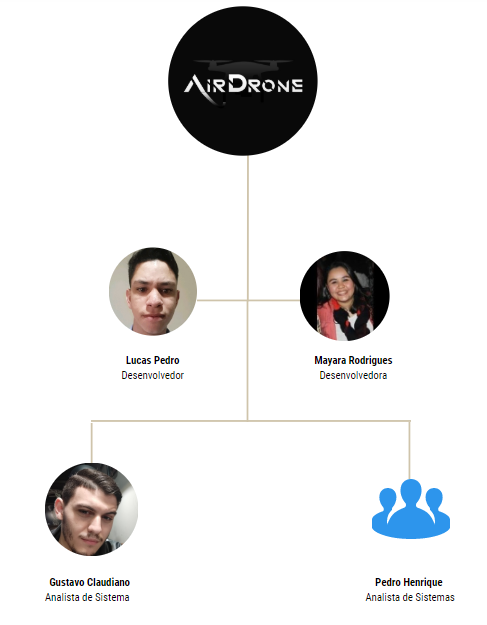 AIRDRONE
Lucas Pedro
Desenvolvedor
Mayara Rodrigues
Desenvolvedora
Gustavo Claudiano
Analista de Sistema
Pedro Henrique
Analista de Sistemas